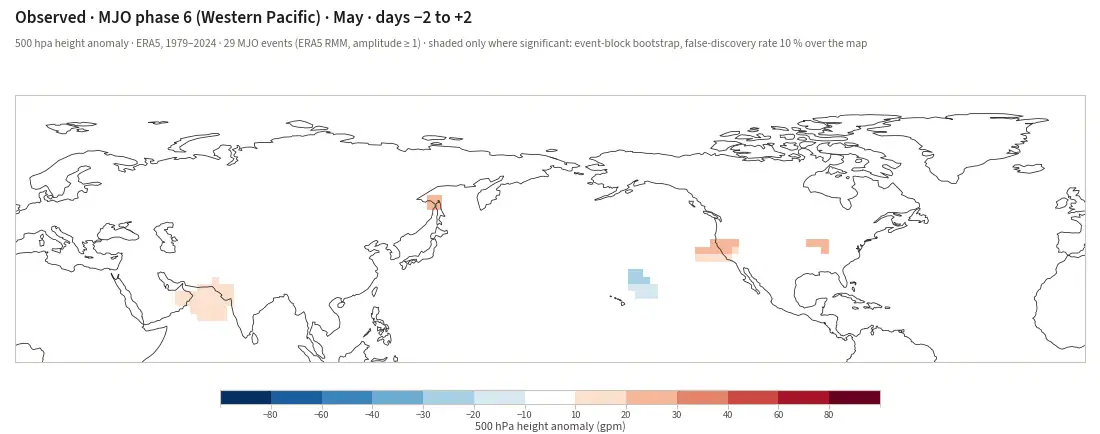 Observed · MJO phase 6 (Western Pacific) · May · days −2 to +2
500 hpa height anomaly · ERA5, 1979–2024 · 29 MJO events (ERA5 RMM, amplitude ≥ 1) · shaded only where significant: event-block bootstrap, false-discovery rate 10 % over the map
−80 −60 −40 −30 −20 −10 10 20 30 40 60 80
500 hPa height anomaly (gpm)